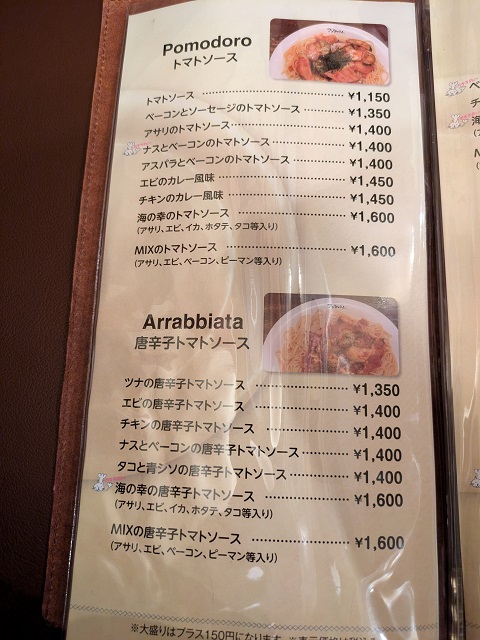 Pomodoro
トマトソース
トマトソース ¥1,150
ベーコンとソーセージのトマトソース ¥1,350
アサリのトマトソース ¥1,400
ナスとベーコンのトマトソース ¥1,400
アスパラとベーコンのトマトソース ¥1,400
エビのカレー風味 ¥1,450
チキンのカレー風味 ¥1,450
海の幸のトマトソース ¥1,600
(アサリ、エビ、イカ、ホタテ、タコ等入り)
MIXのトマトソース ¥1,600
(アサリ、エビ、ベーコン、ピーマン等入り)
Arrabbiata
唐辛子トマトソース
ツナの唐辛子トマトソース ¥1,350
エビの唐辛子トマトソース ¥1,400
チキンの唐辛子トマトソース ¥1,400
ナスとベーコンの唐辛子トマトソース ¥1,400
タコと青シソの唐辛子トマトソース ¥1,400
海の幸の唐辛子トマトソース ¥1,600
(アサリ、エビ、イカ、ホタテ、タコ等入り)
MIXの唐辛子トマトソース ¥1,600
(アサリ、エビ、ベーコン、ピーマン等入り)
※大盛りはプラス150円になります。